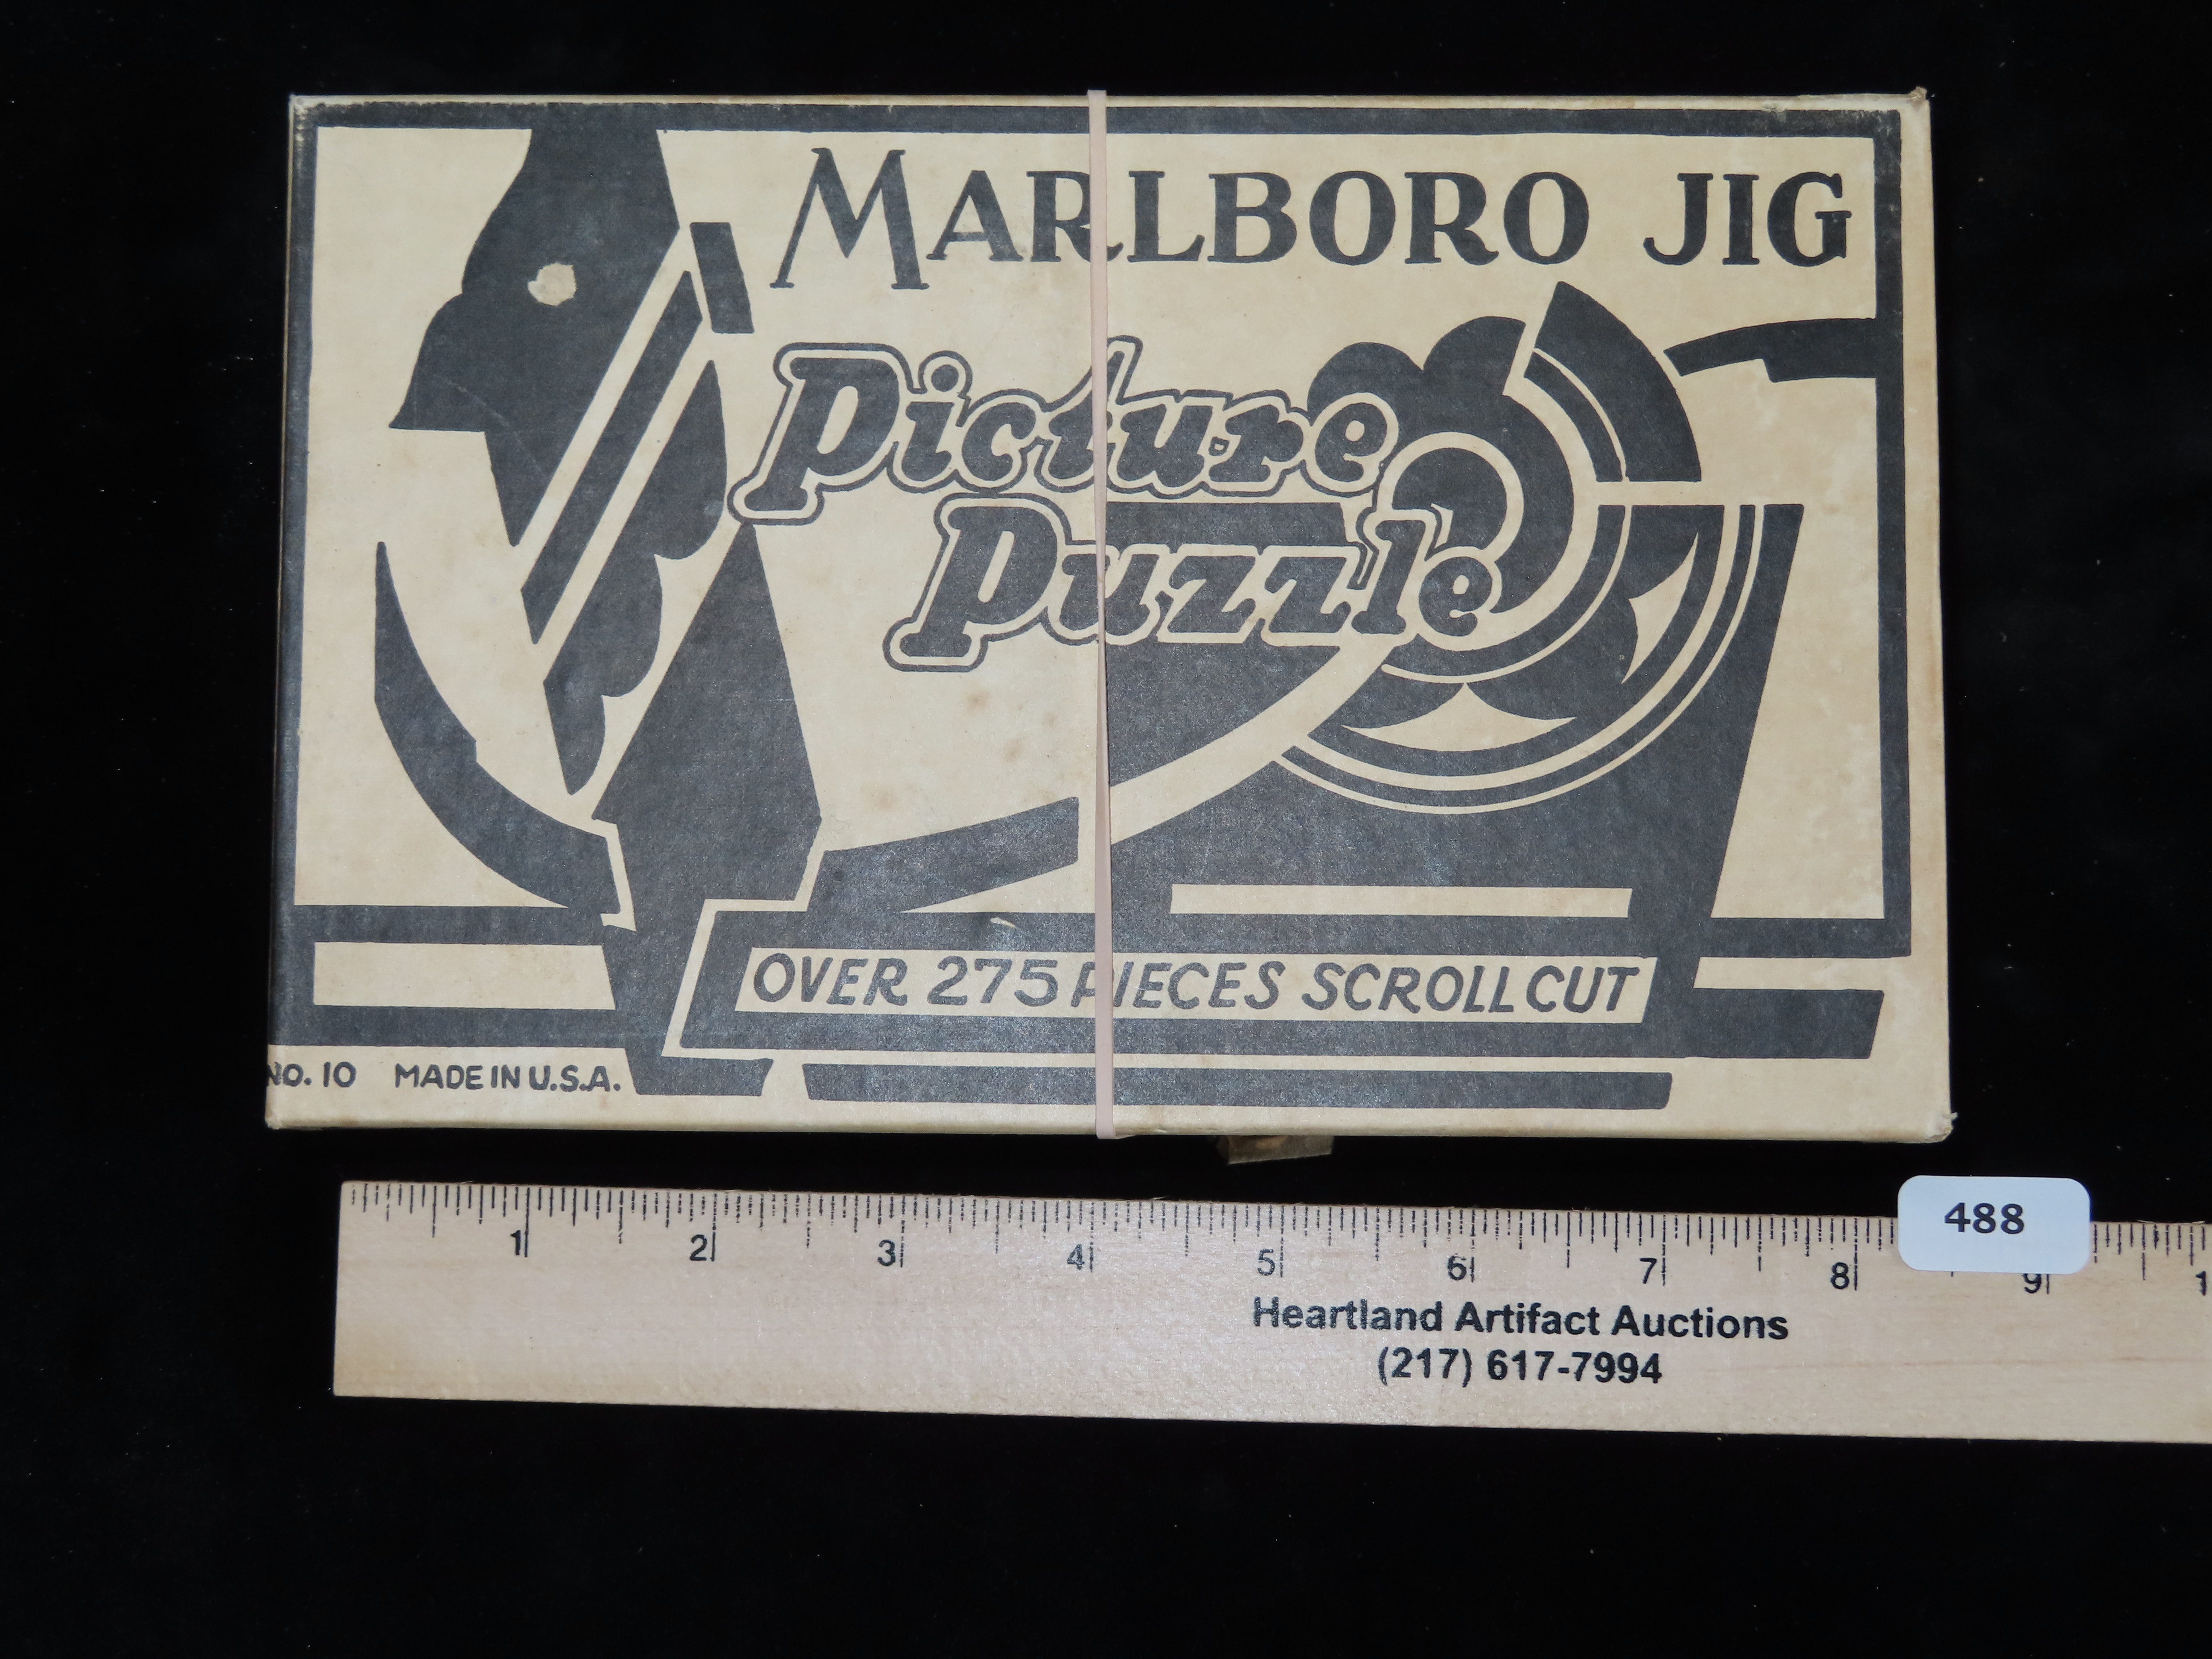 MARLBORO JIG
Picture
Puzzle
OVER 275 PIECES SCROLL CUT
NO. 10 MADE IN U.S.A.
488
1 2 3 4 5 6 7 8 9 1
Heartland Artifact Auctions
(217) 617-7994